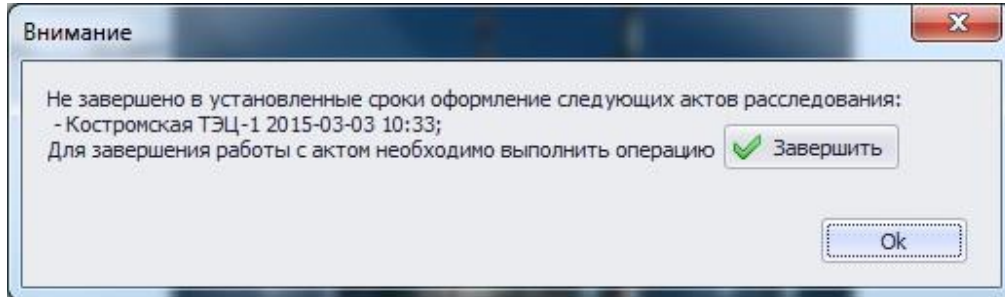 Внимание
Не завершено в установленные сроки оформление следующих актов расследования:
- Костромская ТЭЦ-1 2015-03-03 10:33;
Для завершения работы с актом необходимо выполнить операцию Завершить
Ok